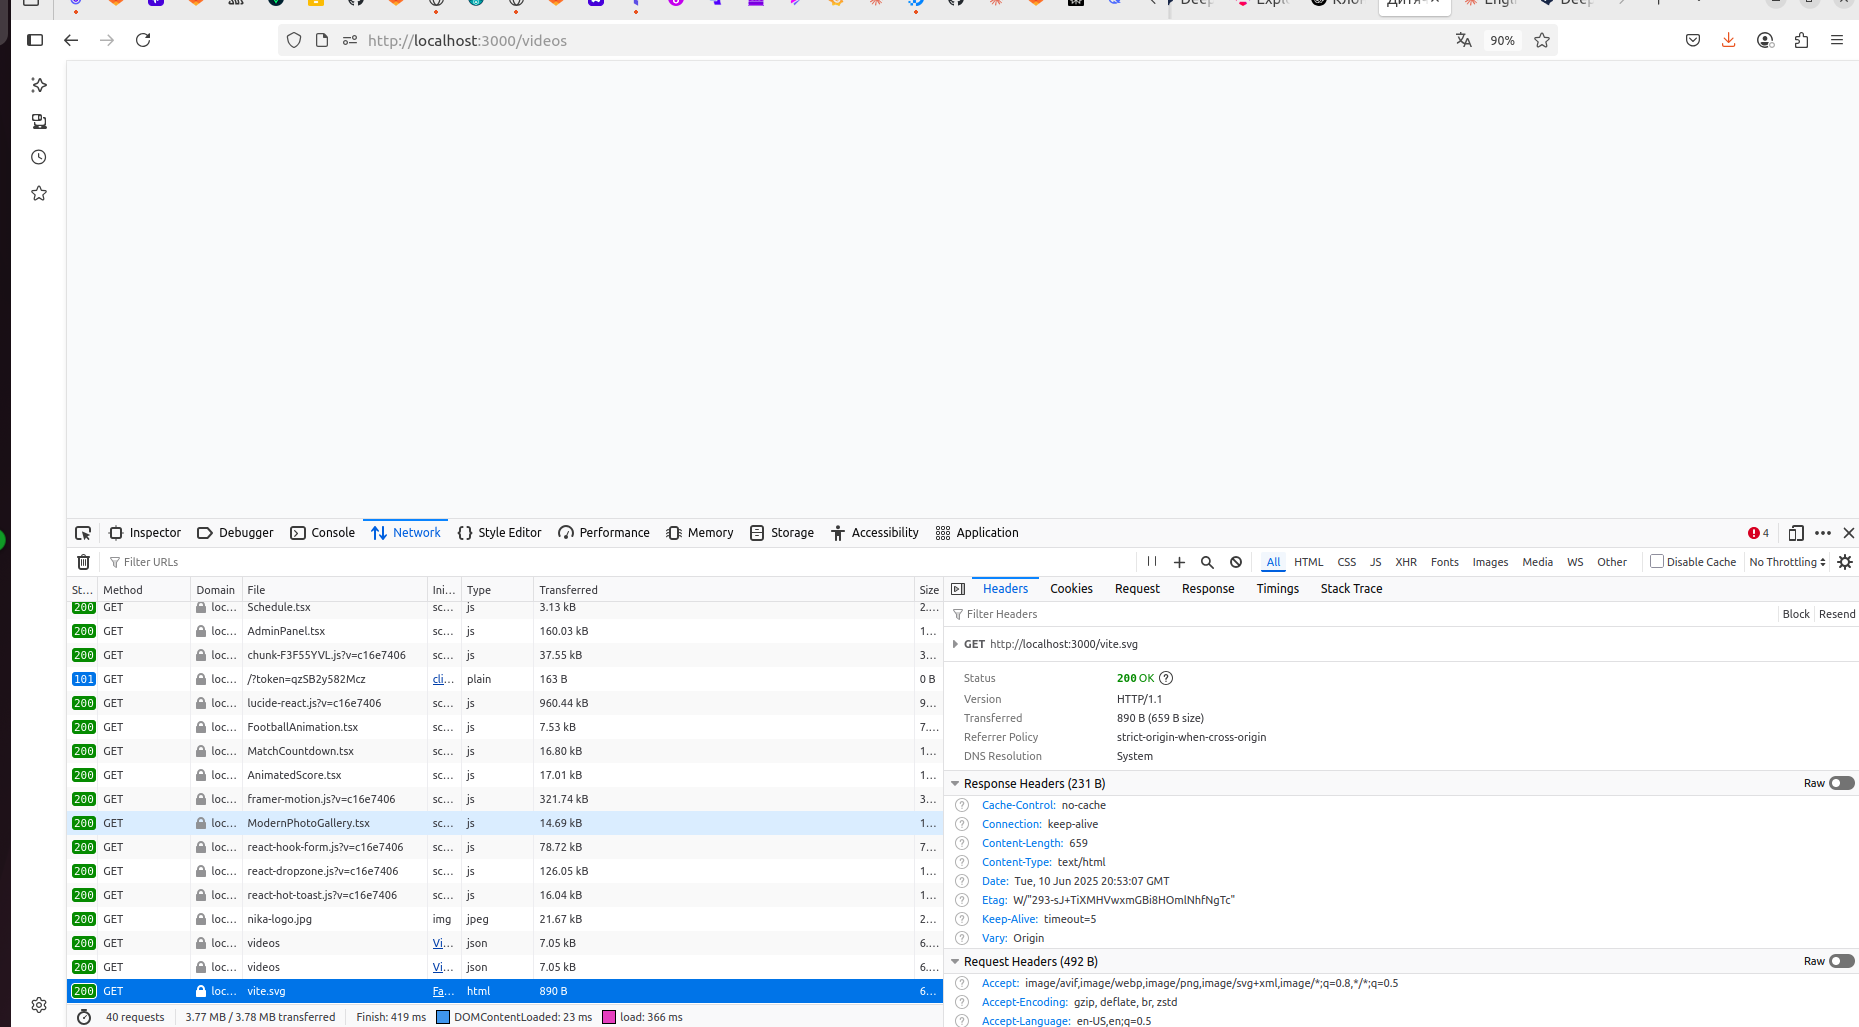 Deep
Explo
Клог
Дитя-
Engli
Deep
http://localhost:3000/videos
90%
Inspector
Debugger
Console
Network
Style Editor
Performance
Memory
Storage
Accessibility
Application
4
Filter URLs
All HTML CSS JS XHR Fonts Images Media WS Other
Disable Cache
No Throttling
St... Method Domain File Ini... Type Transferred Size
200 GET loc... Schedule.tsx sc... js 3.13 kB 2....
200 GET loc... AdminPanel.tsx sc... js 160.03 kB 1...
200 GET loc... chunk-F3F55YVL.js?v=c16e7406 sc... js 37.55 kB 3...
101 GET loc... /?token=qzSB2y582Mcz cli... plain 163 B 0 B
200 GET loc... lucide-react.js?v=c16e7406 sc... js 960.44 kB 9...
200 GET loc... FootballAnimation.tsx sc... js 7.53 kB 7....
200 GET loc... MatchCountdown.tsx sc... js 16.80 kB 1...
200 GET loc... AnimatedScore.tsx sc... js 17.01 kB 1...
200 GET loc... framer-motion.js?v=c16e7406 sc... js 321.74 kB 3...
200 GET loc... ModernPhotoGallery.tsx sc... js 14.69 kB 1...
200 GET loc... react-hook-form.js?v=c16e7406 sc... js 78.72 kB 7...
200 GET loc... react-dropzone.js?v=c16e7406 sc... js 126.05 kB 1...
200 GET loc... react-hot-toast.js?v=c16e7406 sc... js 16.04 kB 1...
200 GET loc... nika-logo.jpg img jpeg 21.67 kB 2...
200 GET loc... videos Vi... json 7.05 kB 6....
200 GET loc... videos Vi... json 7.05 kB 6....
200 GET loc... vite.svg Fa... html 890 B 6...
40 requests 3.77 MB / 3.78 MB transferred Finish: 419 ms DOMContentLoaded: 23 ms load: 366 ms
Headers Cookies Request Response Timings Stack Trace
Filter Headers
Block Resend
GET http://localhost:3000/vite.svg
Status 200 OK
Version HTTP/1.1
Transferred 890 B (659 B size)
Referrer Policy strict-origin-when-cross-origin
DNS Resolution System
Response Headers (231 B) Raw
Cache-Control: no-cache
Connection: keep-alive
Content-Length: 659
Content-Type: text/html
Date: Tue, 10 Jun 2025 20:53:07 GMT
Etag: W/"293-sJ+TiXMHVwxmGBi8HOmlNhfNgTc"
Keep-Alive: timeout=5
Vary: Origin
Request Headers (492 B) Raw
Accept: image/avif,image/webp,image/png,image/svg+xml,image/*;q=0.8,*/*;q=0.5
Accept-Encoding: gzip, deflate, br, zstd
Accept-Language: en-US,en;q=0.5